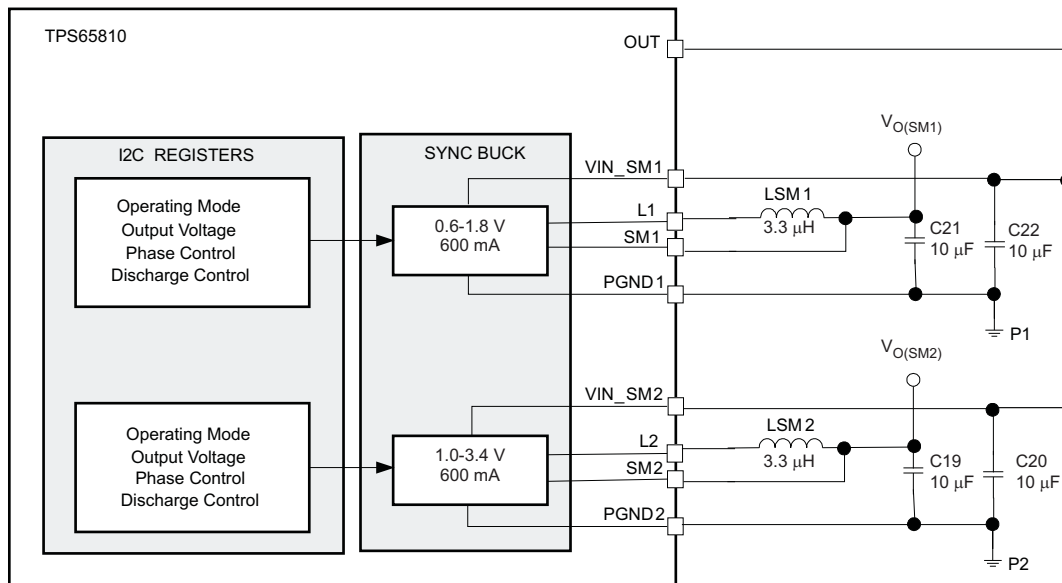 TPS65810
OUT
I2C REGISTERS
SYNC BUCK
Operating Mode
Output Voltage
Phase Control
Discharge Control
0.6-1.8 V
600 mA
VIN_SM1
L1
SM1
PGND1
LSM1
3.3 μH
VO(SM1)
C21
10 μF
C22
10 μF
P1
Operating Mode
Output Voltage
Phase Control
Discharge Control
1.0-3.4 V
600 mA
VIN_SM2
L2
SM2
PGND2
LSM2
3.3 μH
VO(SM2)
C19
10 μF
C20
10 μF
P2